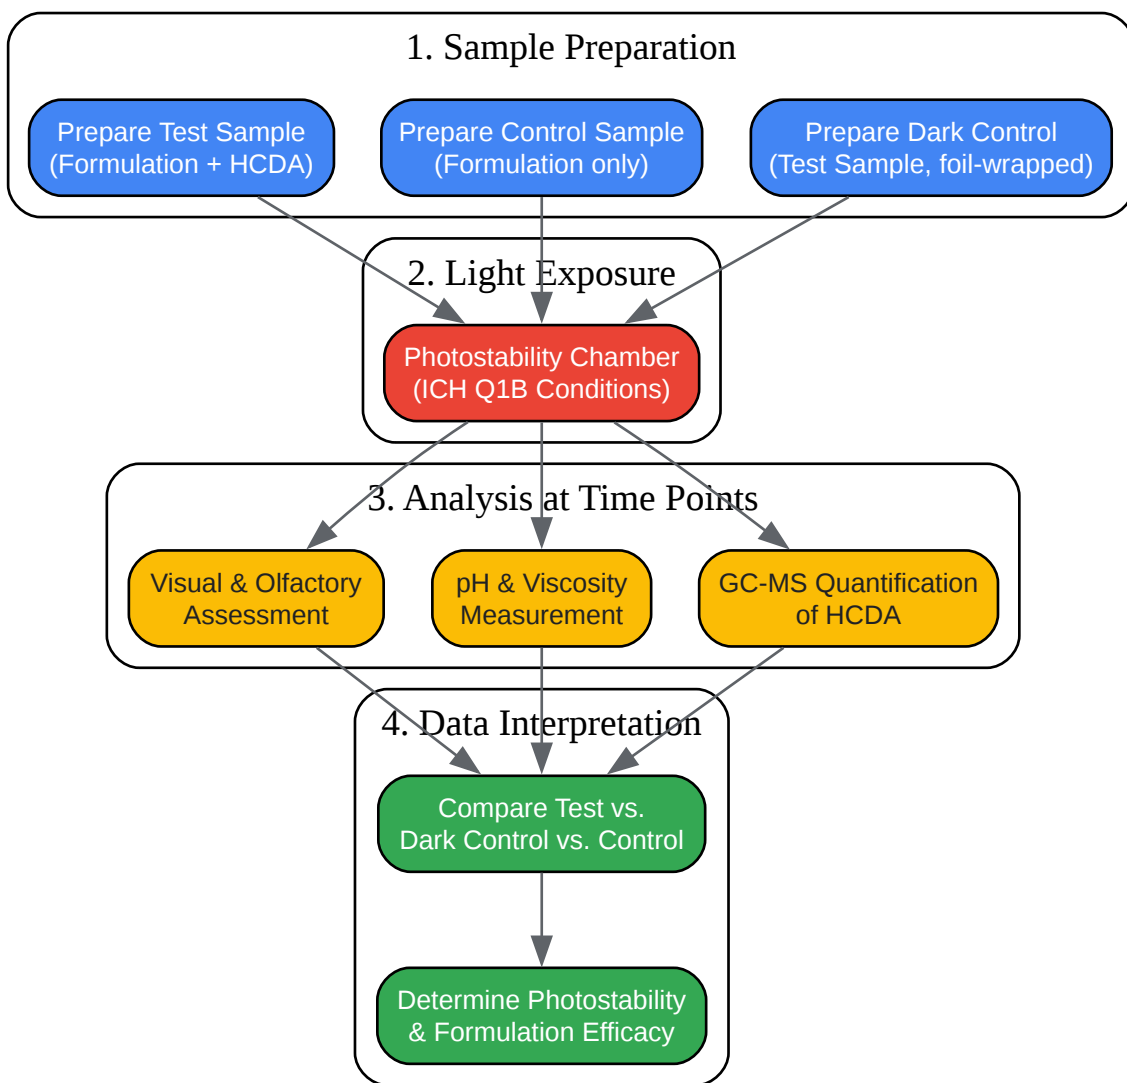 1. Sample Preparation
Prepare Test Sample
(Formulation + HCDA)
Prepare Control Sample
(Formulation only)
Prepare Dark Control
(Test Sample, foil-wrapped)
2. Light Exposure
Photostability Chamber
(ICH Q1B Conditions)
3. Analysis at Time Points
Visual & Olfactory
Assessment
pH & Viscosity
Measurement
GC-MS Quantification
of HCDA
4. Data Interpretation
Compare Test vs.
Dark Control vs. Control
Determine Photostability
& Formulation Efficacy